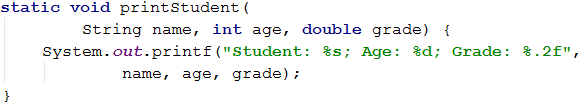 static void printStudent(
String name, int age, double grade) {
System.out.printf("Student: %s; Age: %d; Grade: %.2f",
name, age, grade);
}